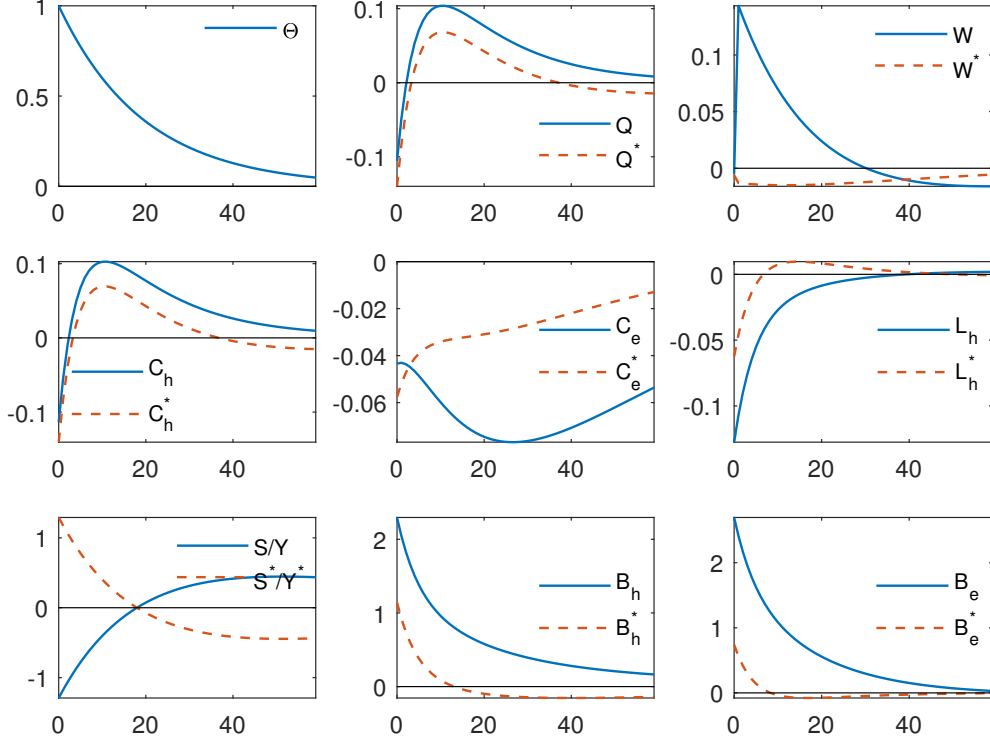 1
0.5
0
0 20 40
Θ
0.1
0
-0.1
0 20 40
Q
Q*
0.1
0.05
0
0 20 40
W
W*
0.1
0
-0.1
0 20 40
C_h
C_h^*
0
-0.02
-0.04
-0.06
0 20 40
C_e
C_e^*
0
-0.05
-0.1
0 20 40
L_h
L_h^*
1
0
-1
0 20 40
S/Y
S*/Y*
2
1
0
0 20 40
B_h
B_h^*
2
1
0
0 20 40
B_e
B_e^*